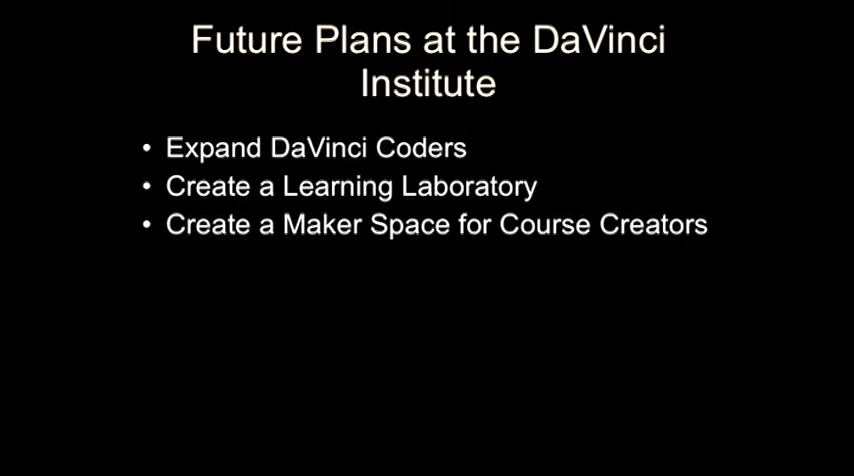 Future Plans at the DaVinci
Institute
• Expand DaVinci Coders
• Create a Learning Laboratory
• Create a Maker Space for Course Creators